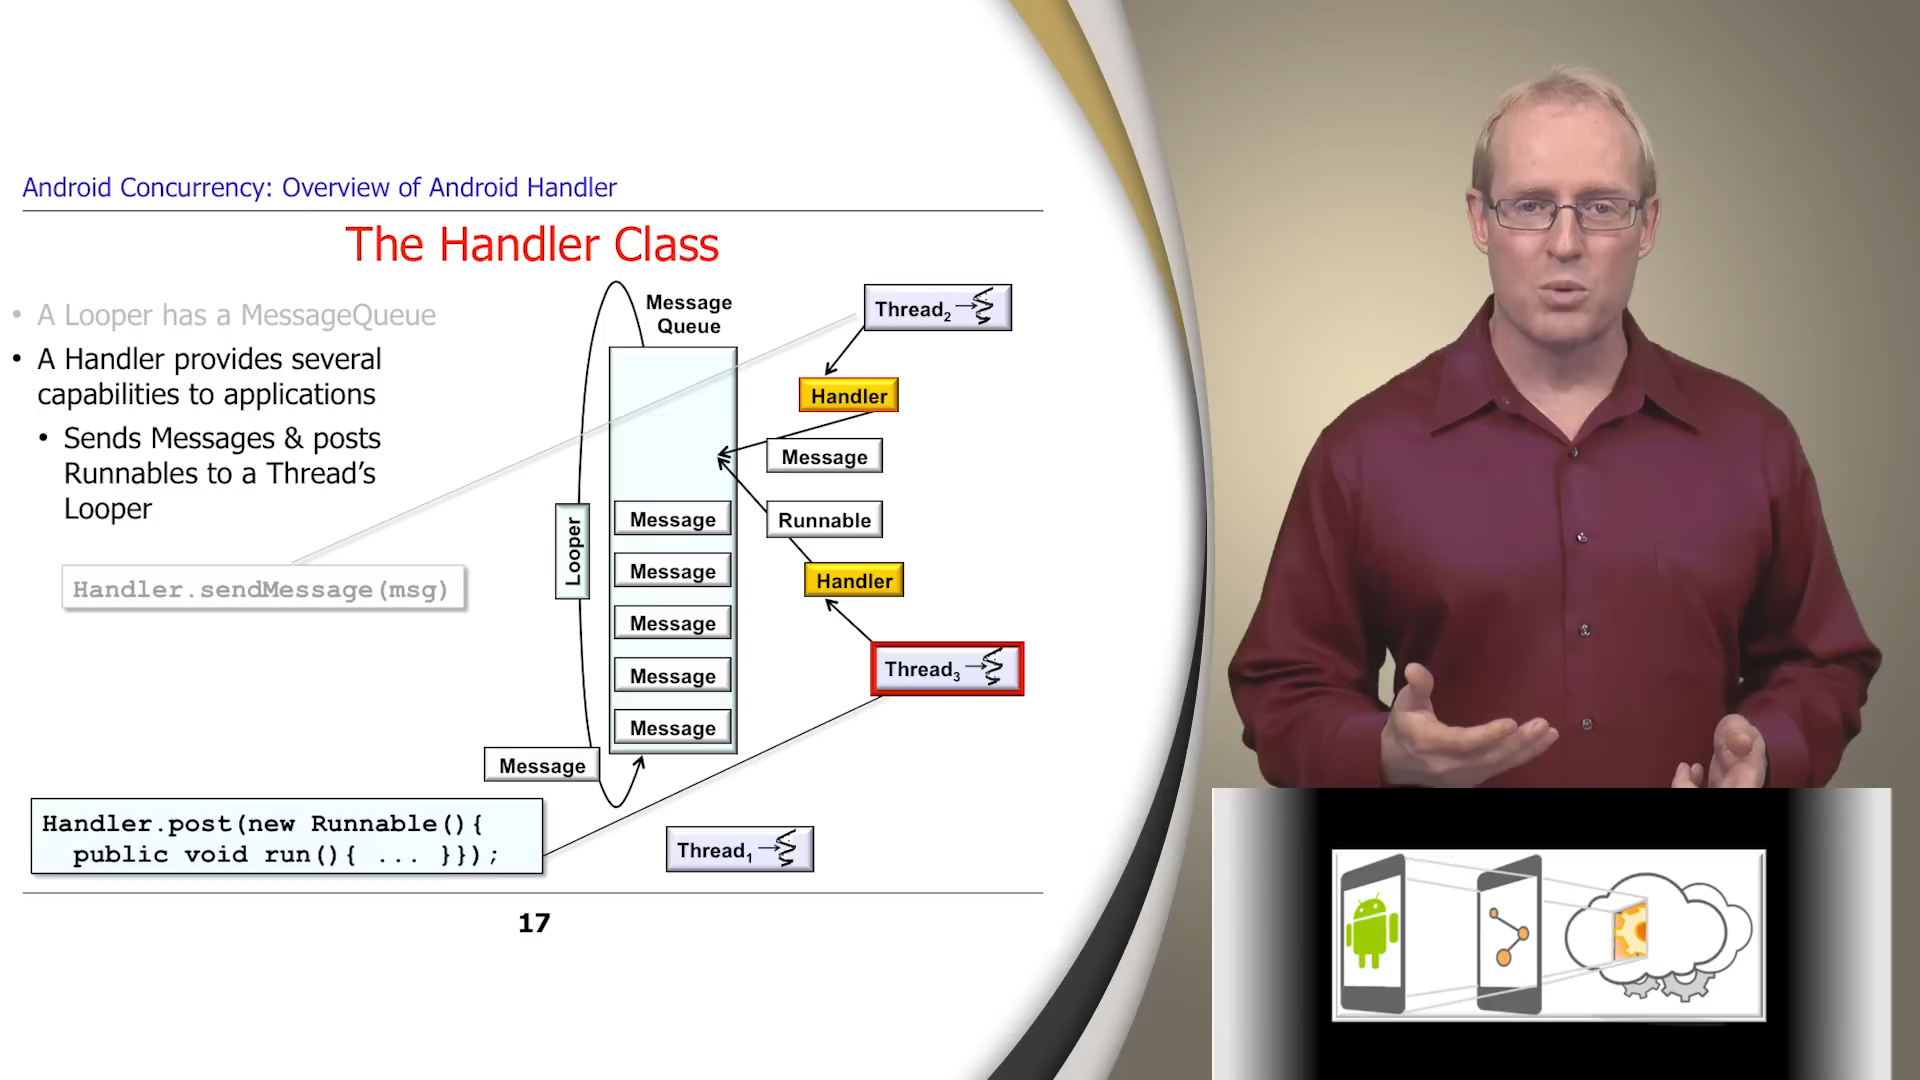 Android Concurrency: Overview of Android Handler
The Handler Class
• A Looper has a MessageQueue
• A Handler provides several
capabilities to applications
• Sends Messages & posts
Runnables to a Thread’s
Looper
Handler.sendMessage(msg)
Handler.post(new Runnable(){
public void run(){ ... }});
Message
Queue
Looper
Message
Message
Message
Message
Message
Message
Thread2
Handler
Message
Runnable
Handler
Thread3
Thread1
17